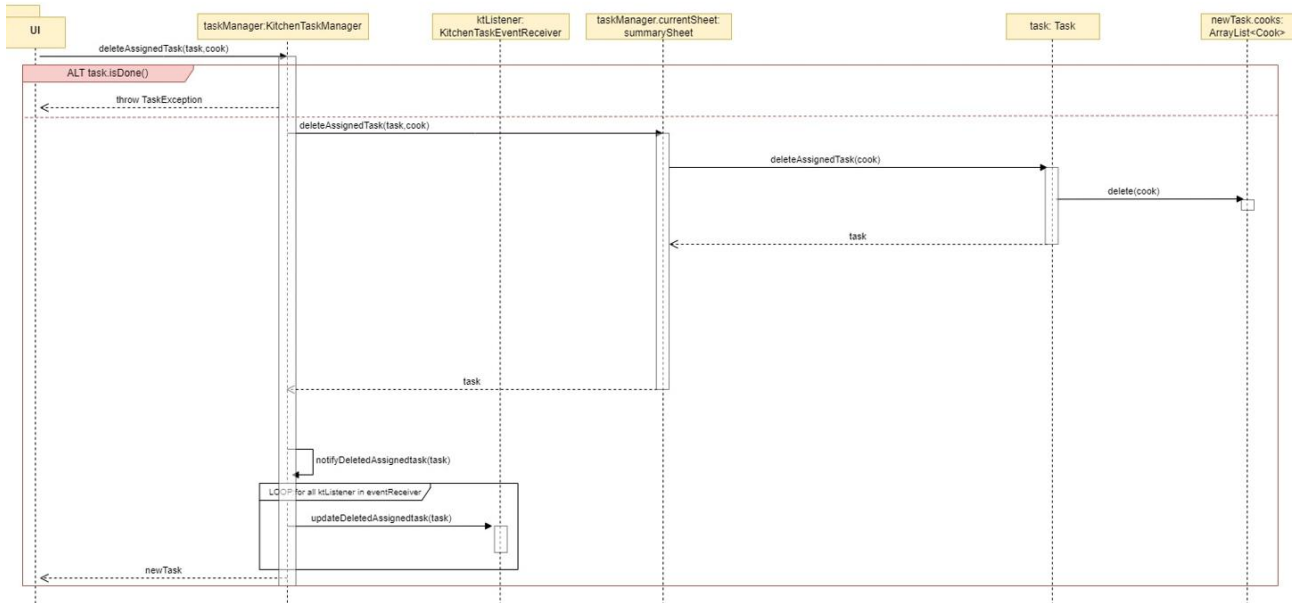 UI
taskManager:KitchenTaskManager
ktListener:
KitchenTaskEventReceiver
taskManager.currentSheet:
summarySheet
task: Task
newTask.cooks:
ArrayList<Cook>
deleteAssignedTask(task,cook)
ALT task.isDone()
throw TaskException
deleteAssignedTask(task,cook)
deleteAssignedTask(cook)
delete(cook)
task
task
notifyDeletedAssignedtask(task)
LOOP for all ktListener in eventReceiver
updateDeletedAssignedtask(task)
newTask